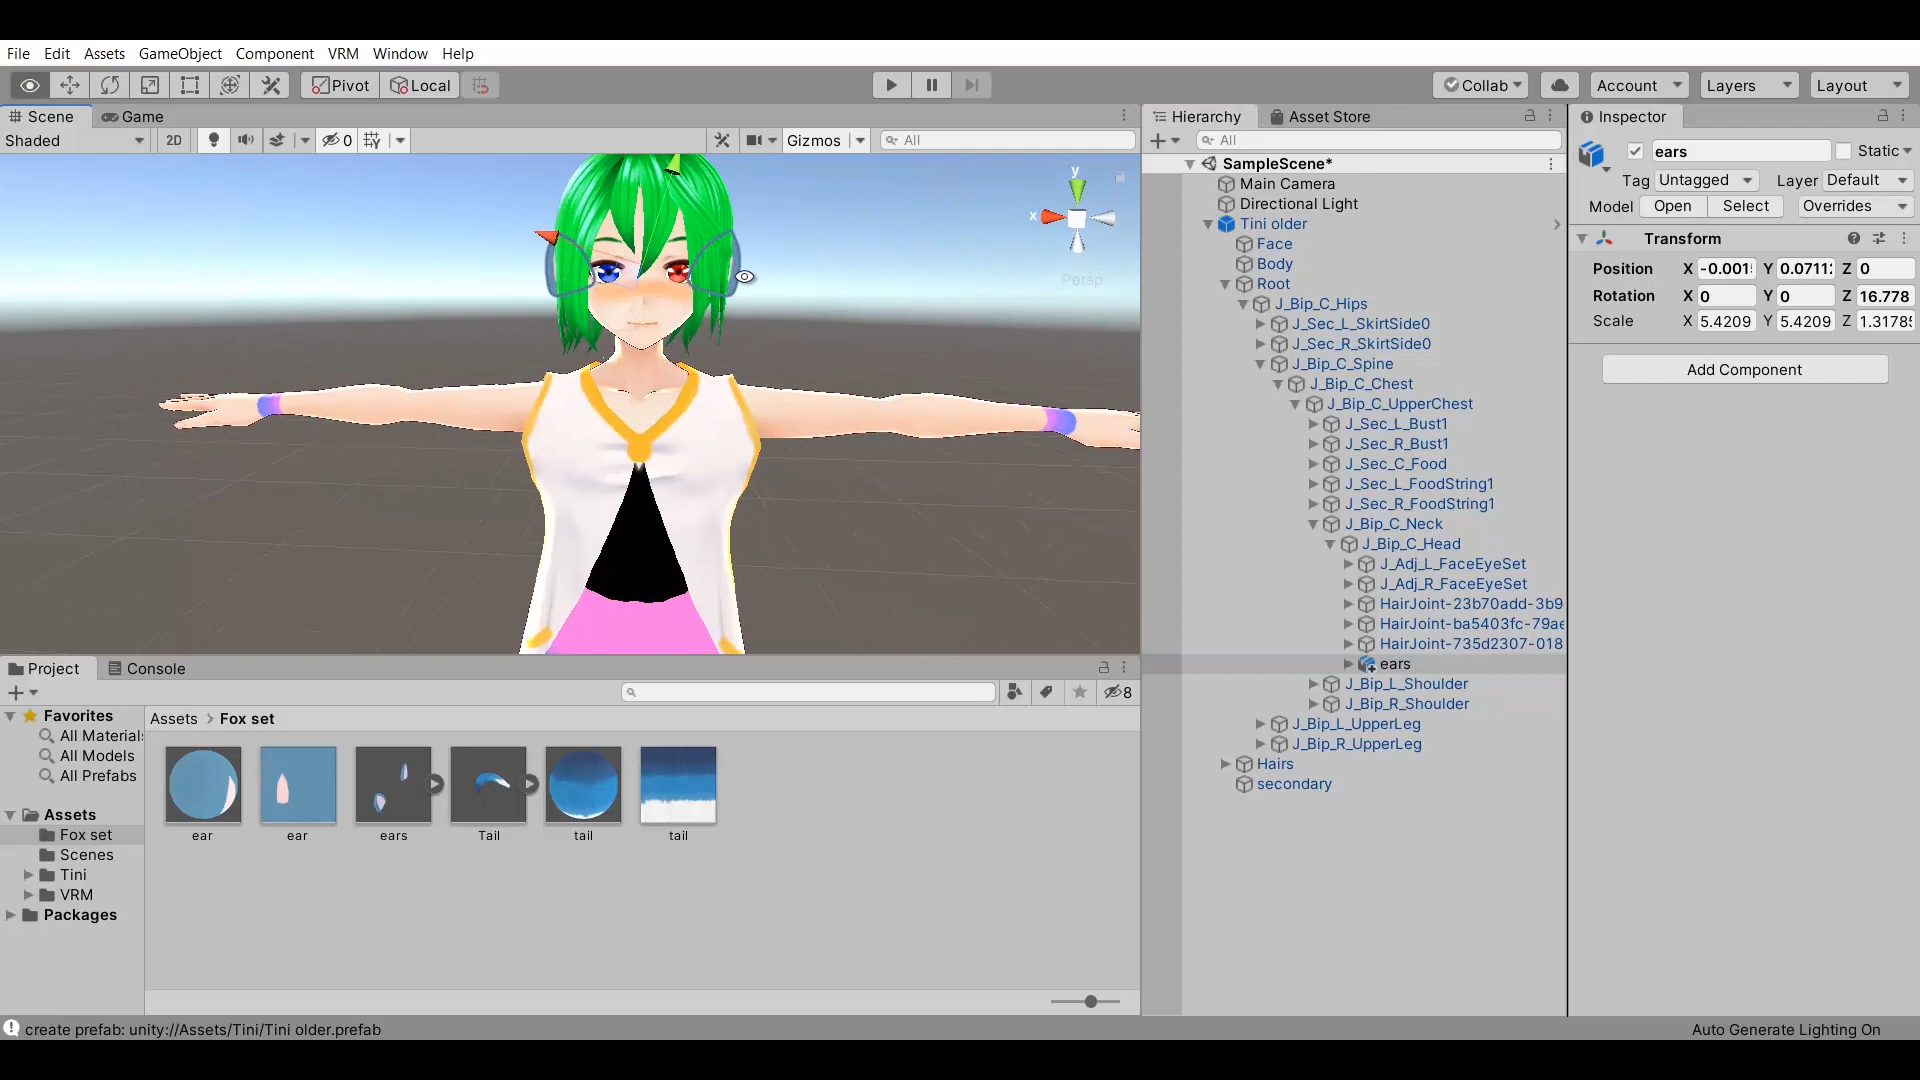 File Edit Assets GameObject Component VRM Window Help
Pivot Local Collab Account Layers Layout
Scene Game
Shaded 2D 0 Gizmos All
y
x
Persp
Hierarchy Asset Store
All
SampleScene*
Main Camera
Directional Light
Tini older
Face
Body
Root
J_Bip_C_Hips
J_Sec_L_SkirtSide0
J_Sec_R_SkirtSide0
J_Bip_C_Spine
J_Bip_C_Chest
J_Bip_C_UpperChest
J_Sec_L_Bust1
J_Sec_R_Bust1
J_Sec_C_Food
J_Sec_L_FoodString1
J_Sec_R_FoodString1
J_Bip_C_Neck
J_Bip_C_Head
J_Adj_L_FaceEyeSet
J_Adj_R_FaceEyeSet
HairJoint-23b70add-3b9
HairJoint-ba5403fc-79ae
HairJoint-735d2307-018
ears
J_Bip_L_Shoulder
J_Bip_R_Shoulder
J_Bip_L_UpperLeg
J_Bip_R_UpperLeg
Hairs
secondary
Inspector
ears Static
Tag Untagged Layer Default
Model Open Select Overrides
Transform
Position X -0.001 Y 0.0711 Z 0
Rotation X 0 Y 0 Z 16.778
Scale X 5.4209 Y 5.4209 Z 1.3178
Add Component
Project Console
8
Favorites
All Materials
All Models
All Prefabs
Assets
Fox set
Scenes
Tini
VRM
Packages
Assets > Fox set
ear ear ears Tail tail tail
create prefab: unity://Assets/Tini/Tini older.prefab
Auto Generate Lighting On